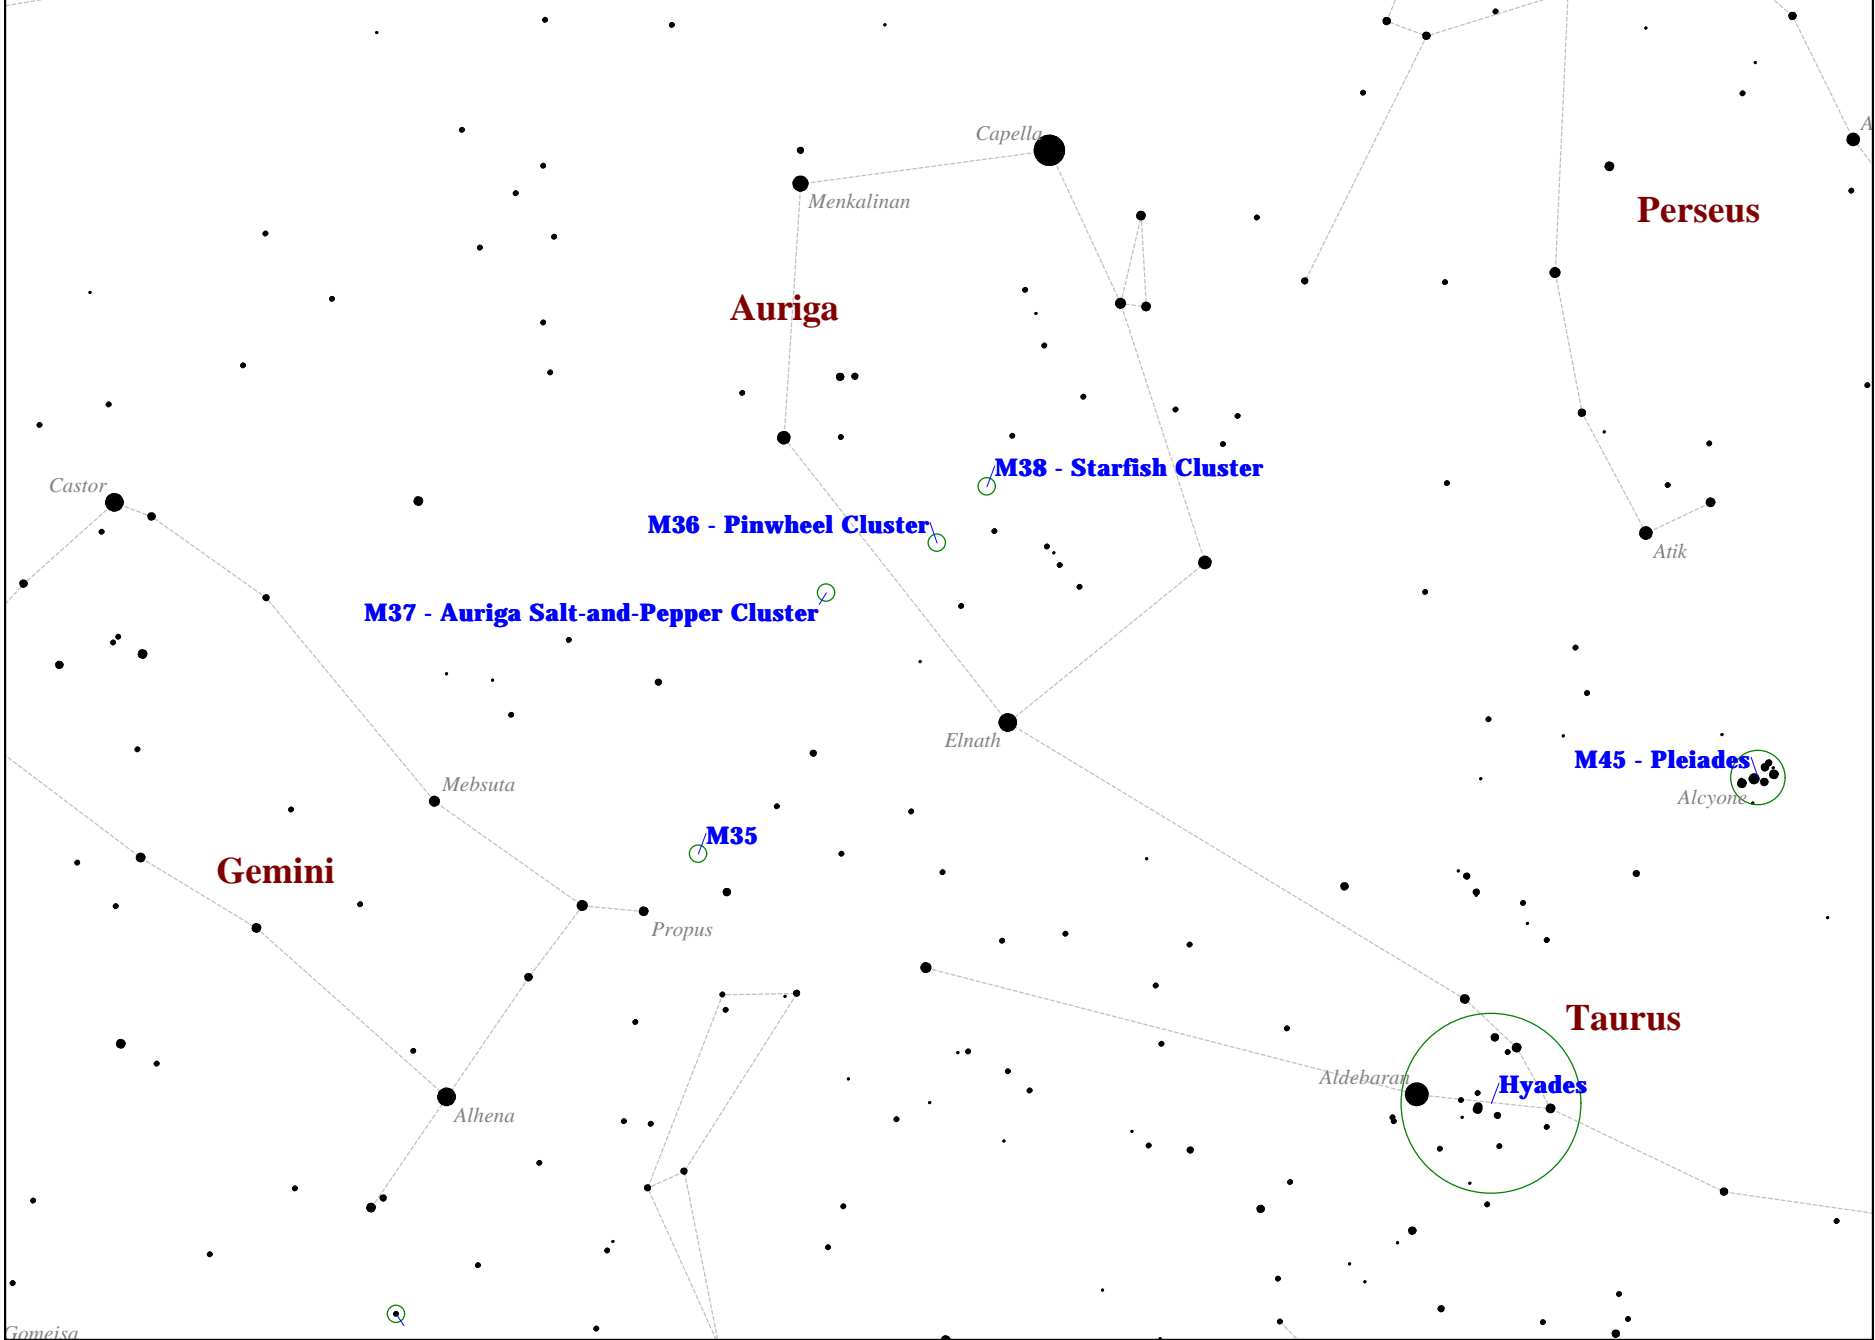 Capella
A
Menkalinan
Perseus
Auriga
M38 - Starfish Cluster
Castor
M36 - Pinwheel Cluster
Atik
M37 - Auriga Salt-and-Pepper Cluster
Elnath
M45 - Pleiades
Mebsuta
Alcyone
M35
Gemini
Propus
Taurus
Aldebaran
Hyades
Alhena
Gomeisa